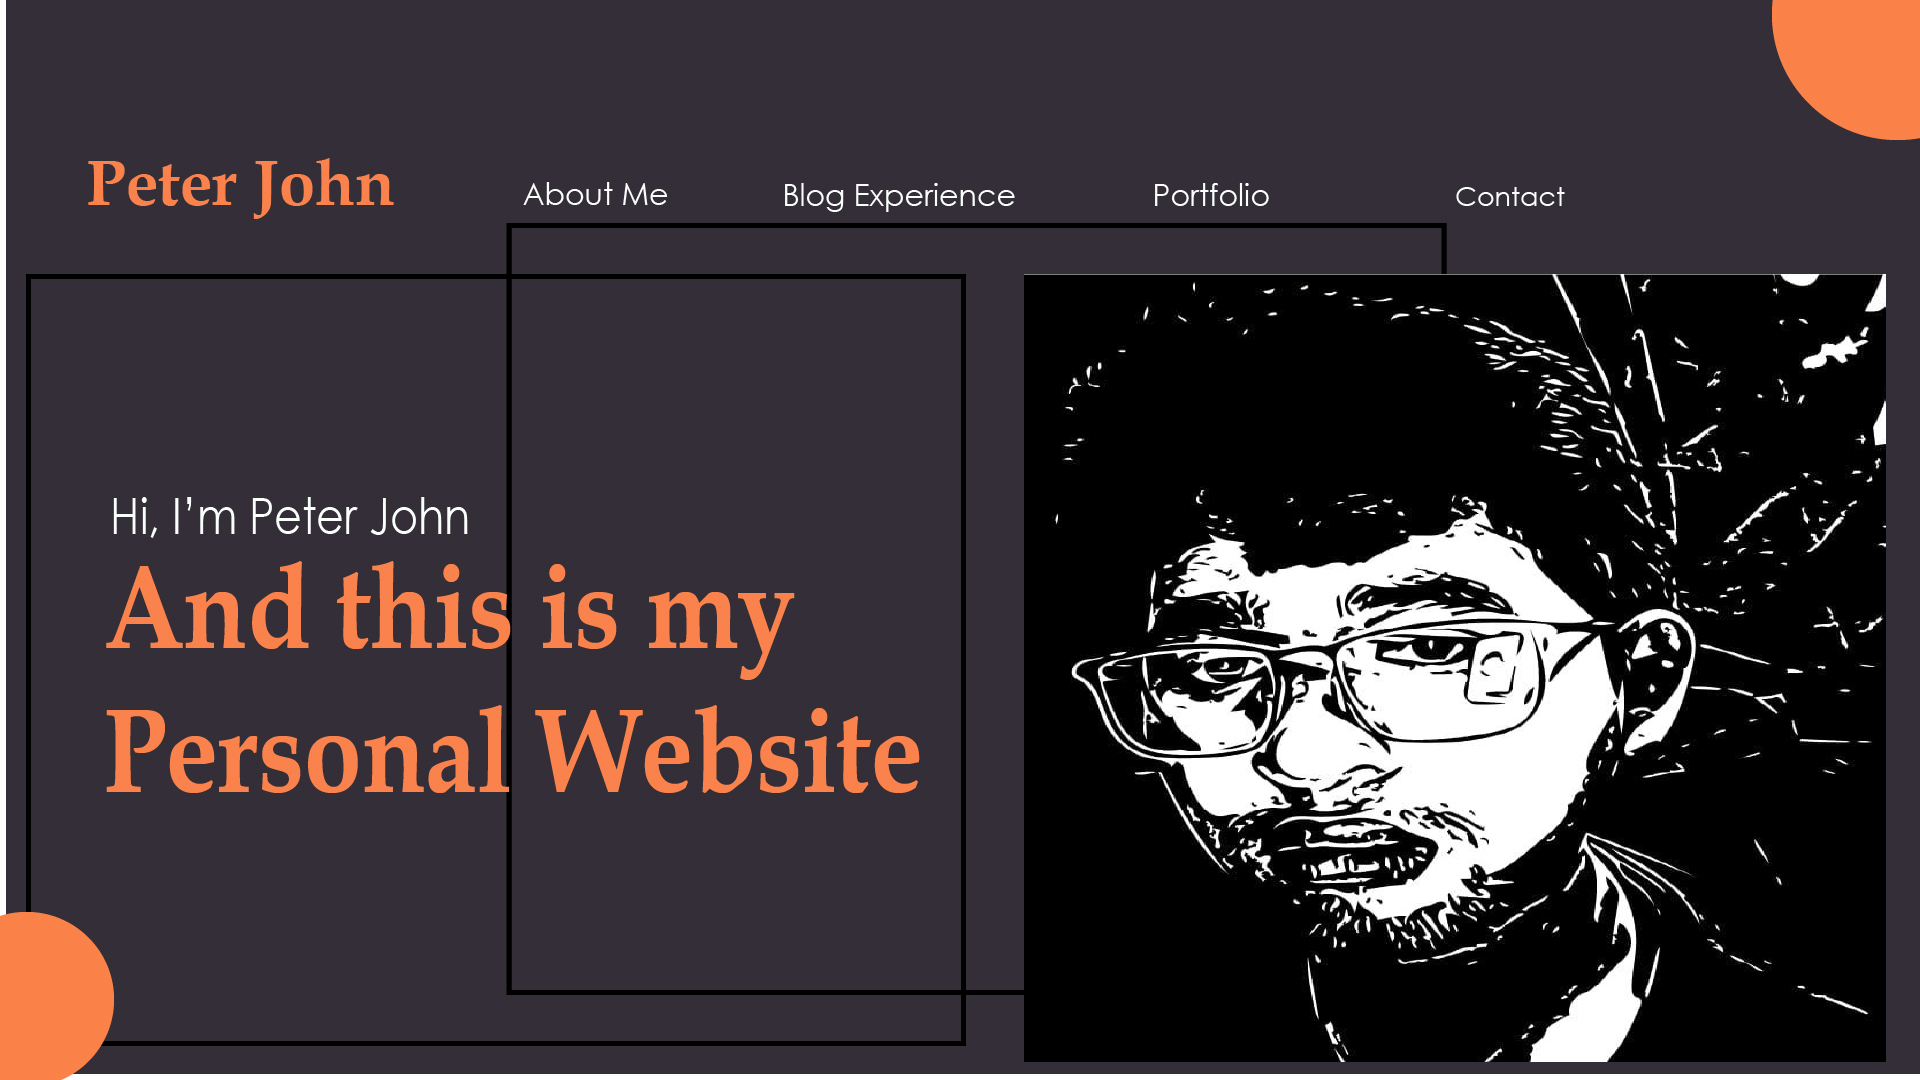 Peter John
About Me
Blog Experience
Portfolio
Contact
Hi, I'm Peter John
And this is my
Personal Website